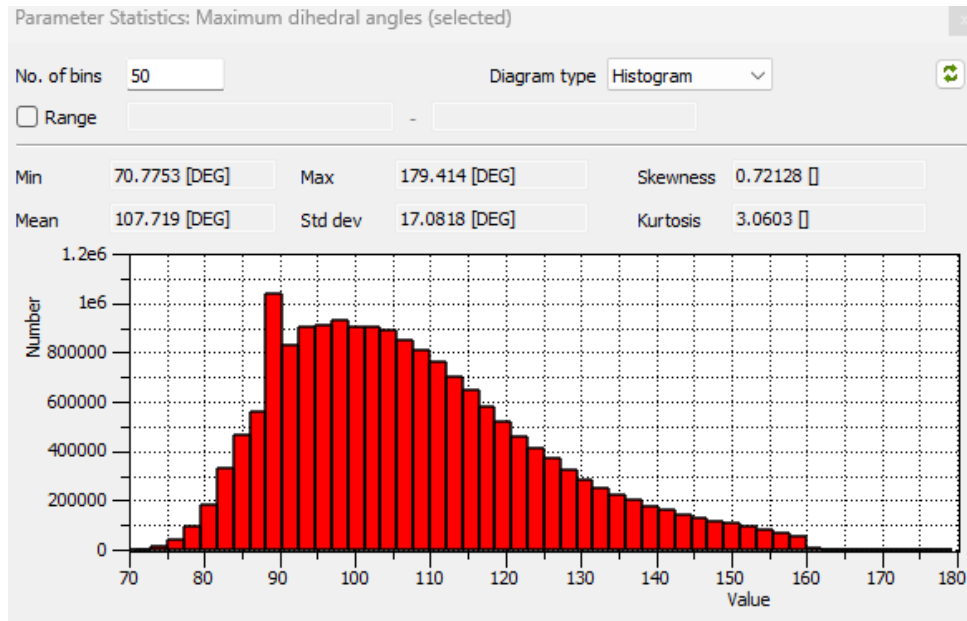 Parameter Statistics: Maximum dihedral angles (selected)
No. of bins 50 Diagram type Histogram
Range -
Min 70.7753 [DEG] Max 179.414 [DEG] Skewness 0.72128 []
Mean 107.719 [DEG] Std dev 17.0818 [DEG] Kurtosis 3.0603 []
1.2e6
1e6
800000
600000
400000
200000
0
Number
70 80 90 100 110 120 130 140 150 160 170 180
Value